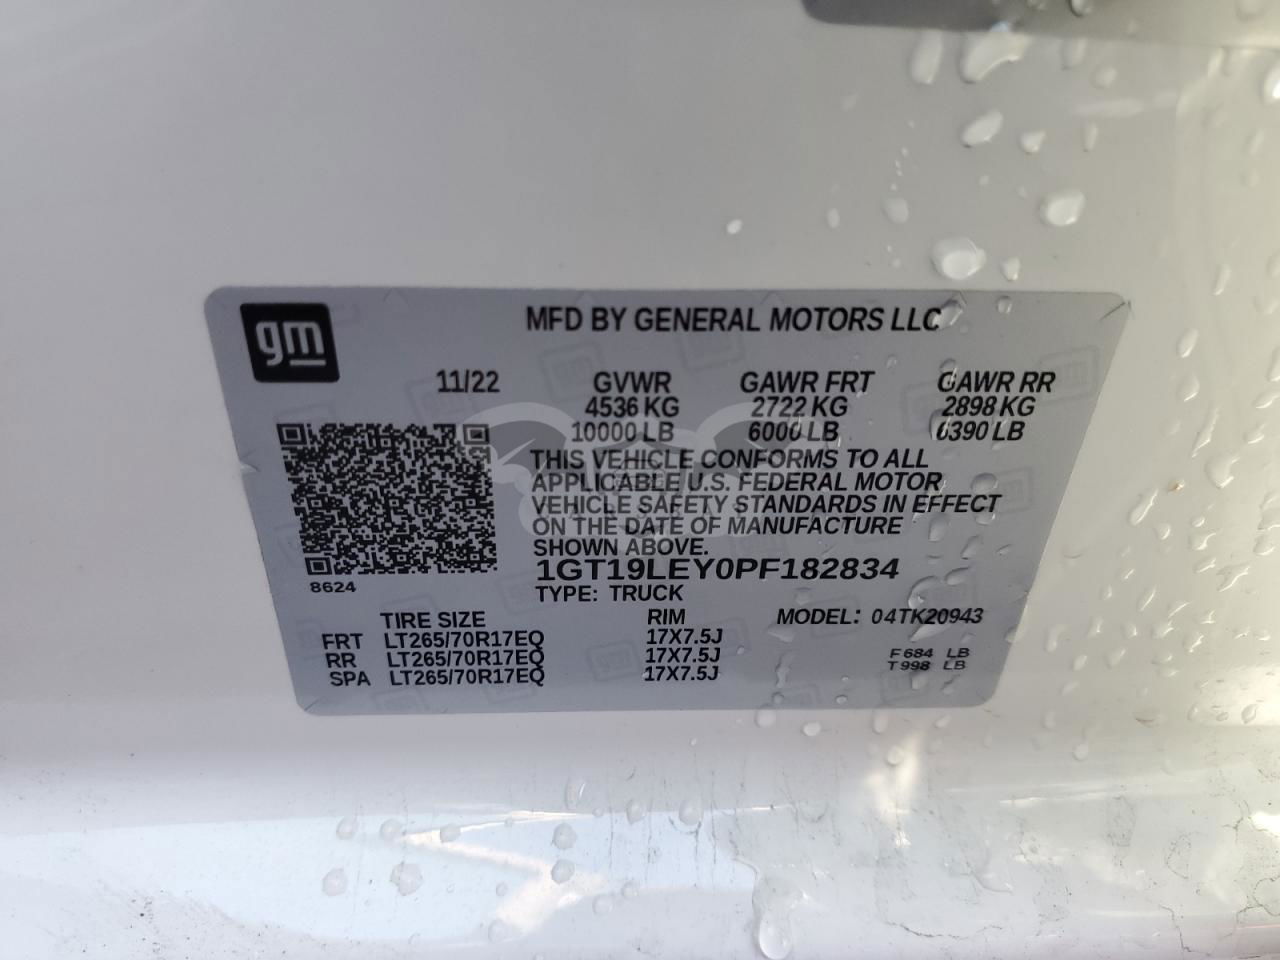 gm
MFD BY GENERAL MOTORS LLC
11/22 GVWR GAWR FRT GAWR RR
4536 KG 2722 KG 2898 KG
10000 LB 6000 LB 6390 LB
THIS VEHICLE CONFORMS TO ALL
APPLICABLE U.S. FEDERAL MOTOR
VEHICLE SAFETY STANDARDS IN EFFECT
ON THE DATE OF MANUFACTURE
SHOWN ABOVE.
8624
1GT19LEY0PF182834
TYPE: TRUCK
TIRE SIZE RIM MODEL: 04TK20943
FRT LT265/70R17EQ 17X7.5J
RR LT265/70R17EQ 17X7.5J
SPA LT265/70R17EQ 17X7.5J
F 684 LB
T 998 LB